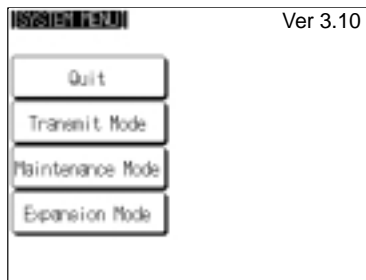 [SYSTEM MENU] Ver 3.10
Quit
Transmit Mode
Maintenance Mode
Expansion Mode